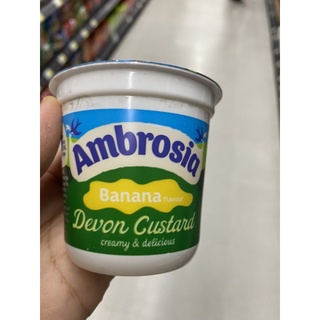 Ambrosia
Banana
flavour
Devon Custard
creamy & delicious